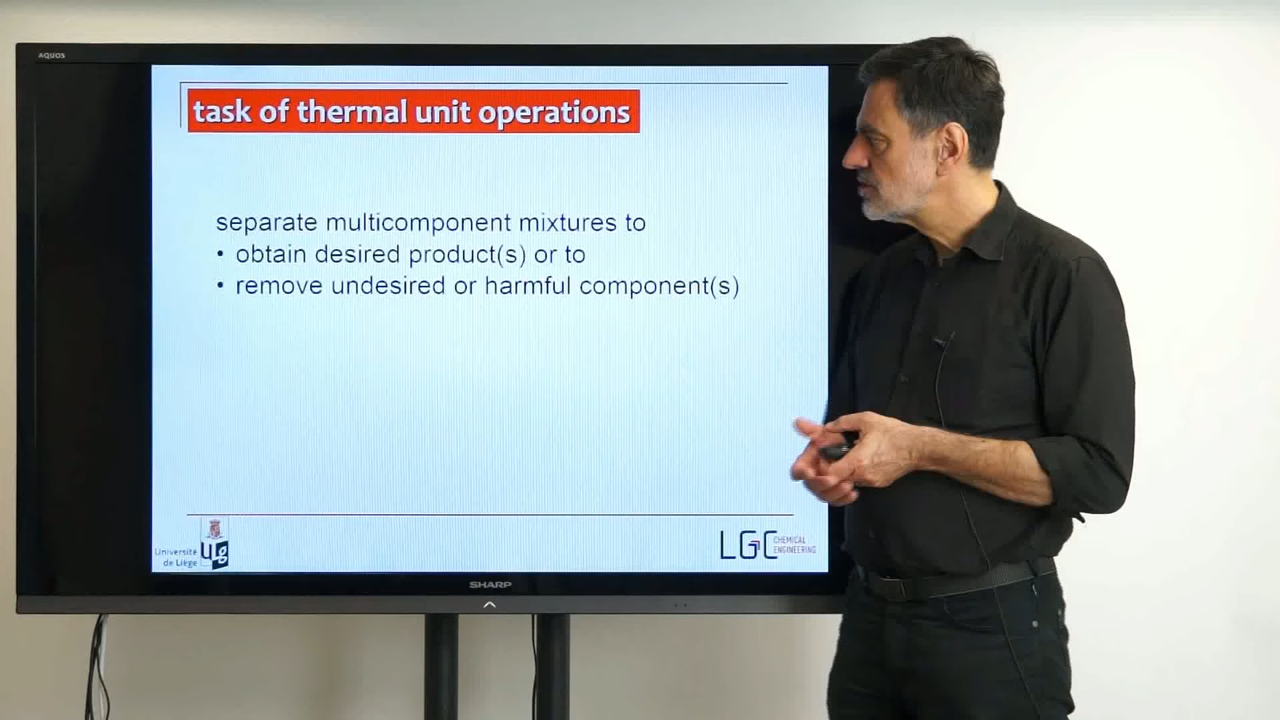 AQUOS
task of thermal unit operations
separate multicomponent mixtures to
• obtain desired product(s) or to
• remove undesired or harmful component(s)
Université
de Liège
ULg
LGC
CHEMICAL
ENGINEERING
SHARP